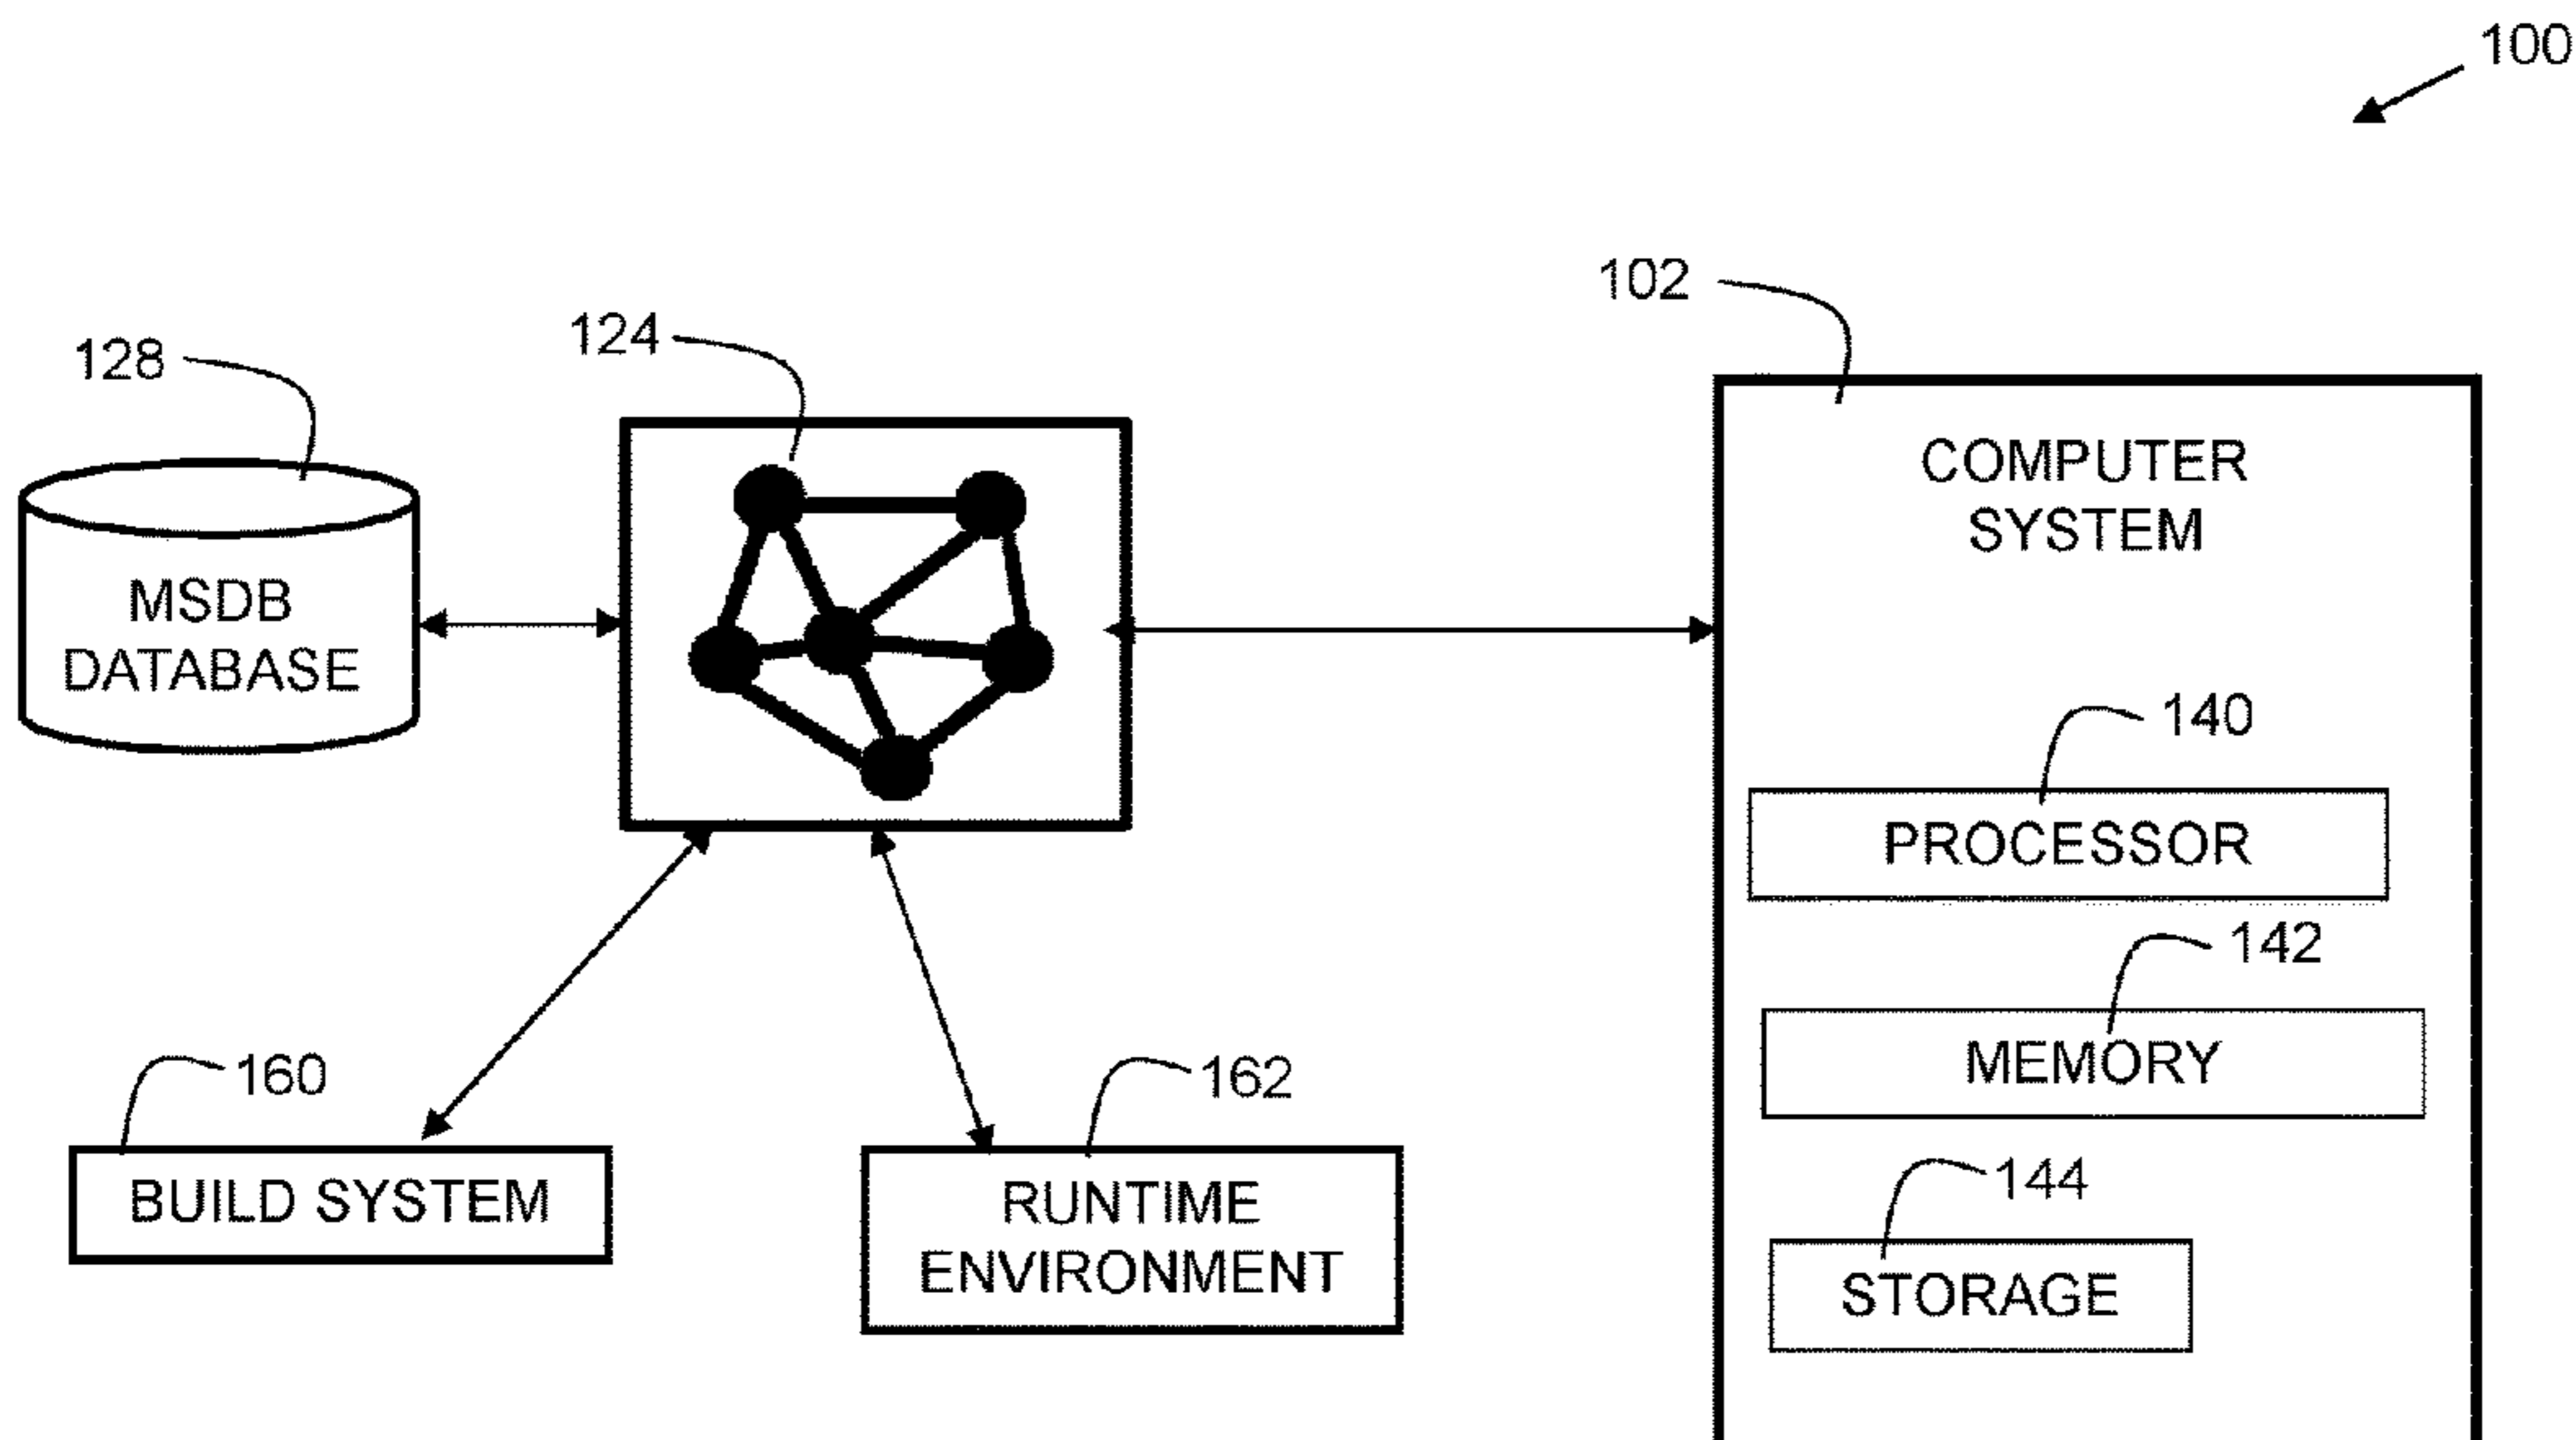 100
102
124
128
COMPUTER
SYSTEM
MSDB
DATABASE
140
PROCESSOR
142
MEMORY
160
162
144
BUILD SYSTEM
RUNTIME
ENVIRONMENT
STORAGE